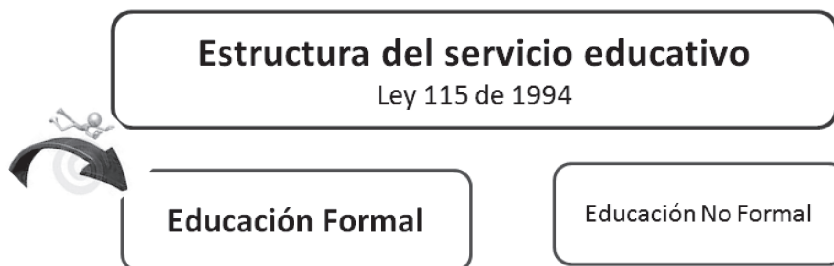 Estructura del servicio educativo
Ley 115 de 1994
Educación Formal
Educación No Formal